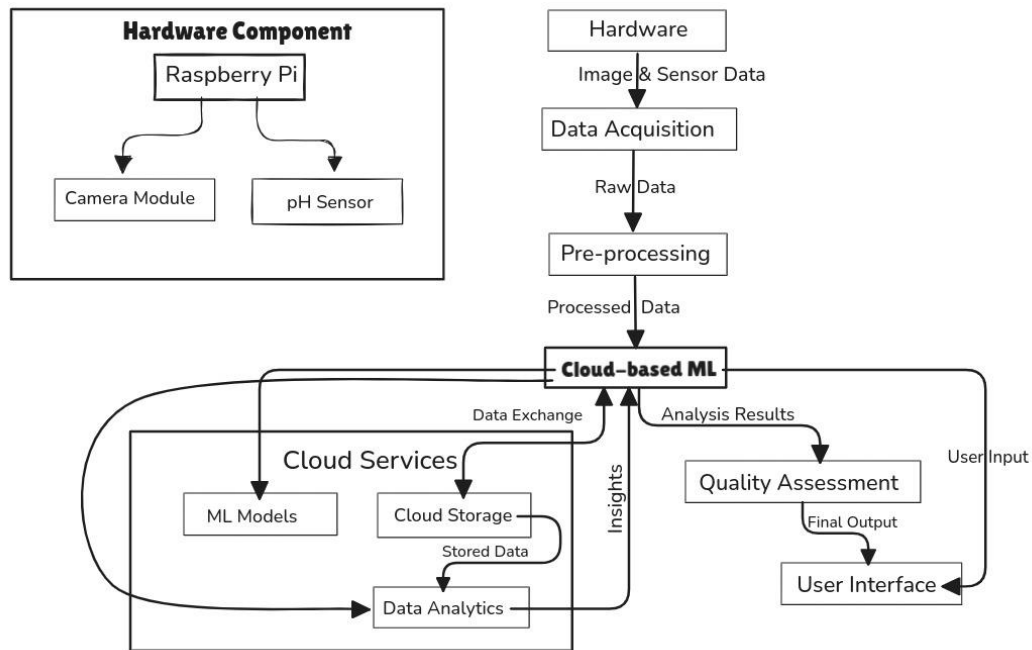 Hardware Component
Raspberry Pi
Camera Module
pH Sensor
Hardware
Image & Sensor Data
Data Acquisition
Raw Data
Pre-processing
Processed Data
Cloud-based ML
Data Exchange
Analysis Results
User Input
Cloud Services
Insights
Quality Assessment
ML Models
Cloud Storage
Final Output
Stored Data
User Interface
Data Analytics